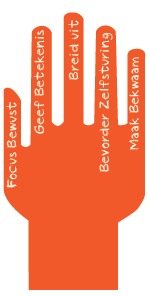 Focus Bewust
Geef Betekenis
Breid uit
Bevorder Zelfsturing
Maak Bekwaam